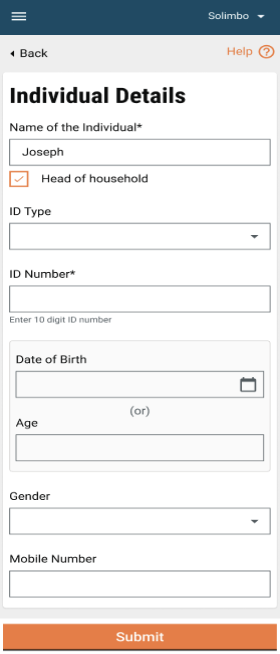 Solimbo
Back
Help
Individual Details
Name of the Individual*
Joseph
Head of household
ID Type
ID Number*
Enter 10 digit ID number
Date of Birth
(or)
Age
Gender
Mobile Number
Submit